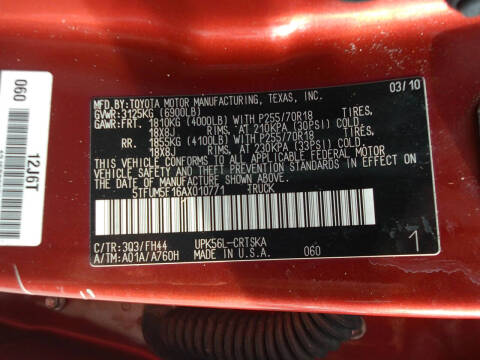 MFD.BY:TOYOTA MOTOR MANUFACTURING, TEXAS, INC.
03/10
GVWR:3125KG (6900LB)
GAWR:FRT. 1810KG (4000LB) WITH P255/70R18 TIRES,
18X8J RIMS, AT 210KPA (30PSI) COLD
RR. 1855KG (4100LB) WITH P255/70R18 TIRES,
18X8J RIMS, AT 230KPA (33PSI) COLD
THIS VEHICLE CONFORMS TO ALL APPLICABLE FEDERAL MOTOR
VEHICLE SAFETY AND THEFT PREVENTION STANDARDS IN EFFECT ON
THE DATE OF MANUFACTURE SHOWN ABOVE.
5TFUM5F16AX010771 TRUCK
C/TR:3Q3/FH44 UPK56L-CRTSKA
A/TM:A01A/A760H MADE IN U.S.A. 060
1
060
12J6T